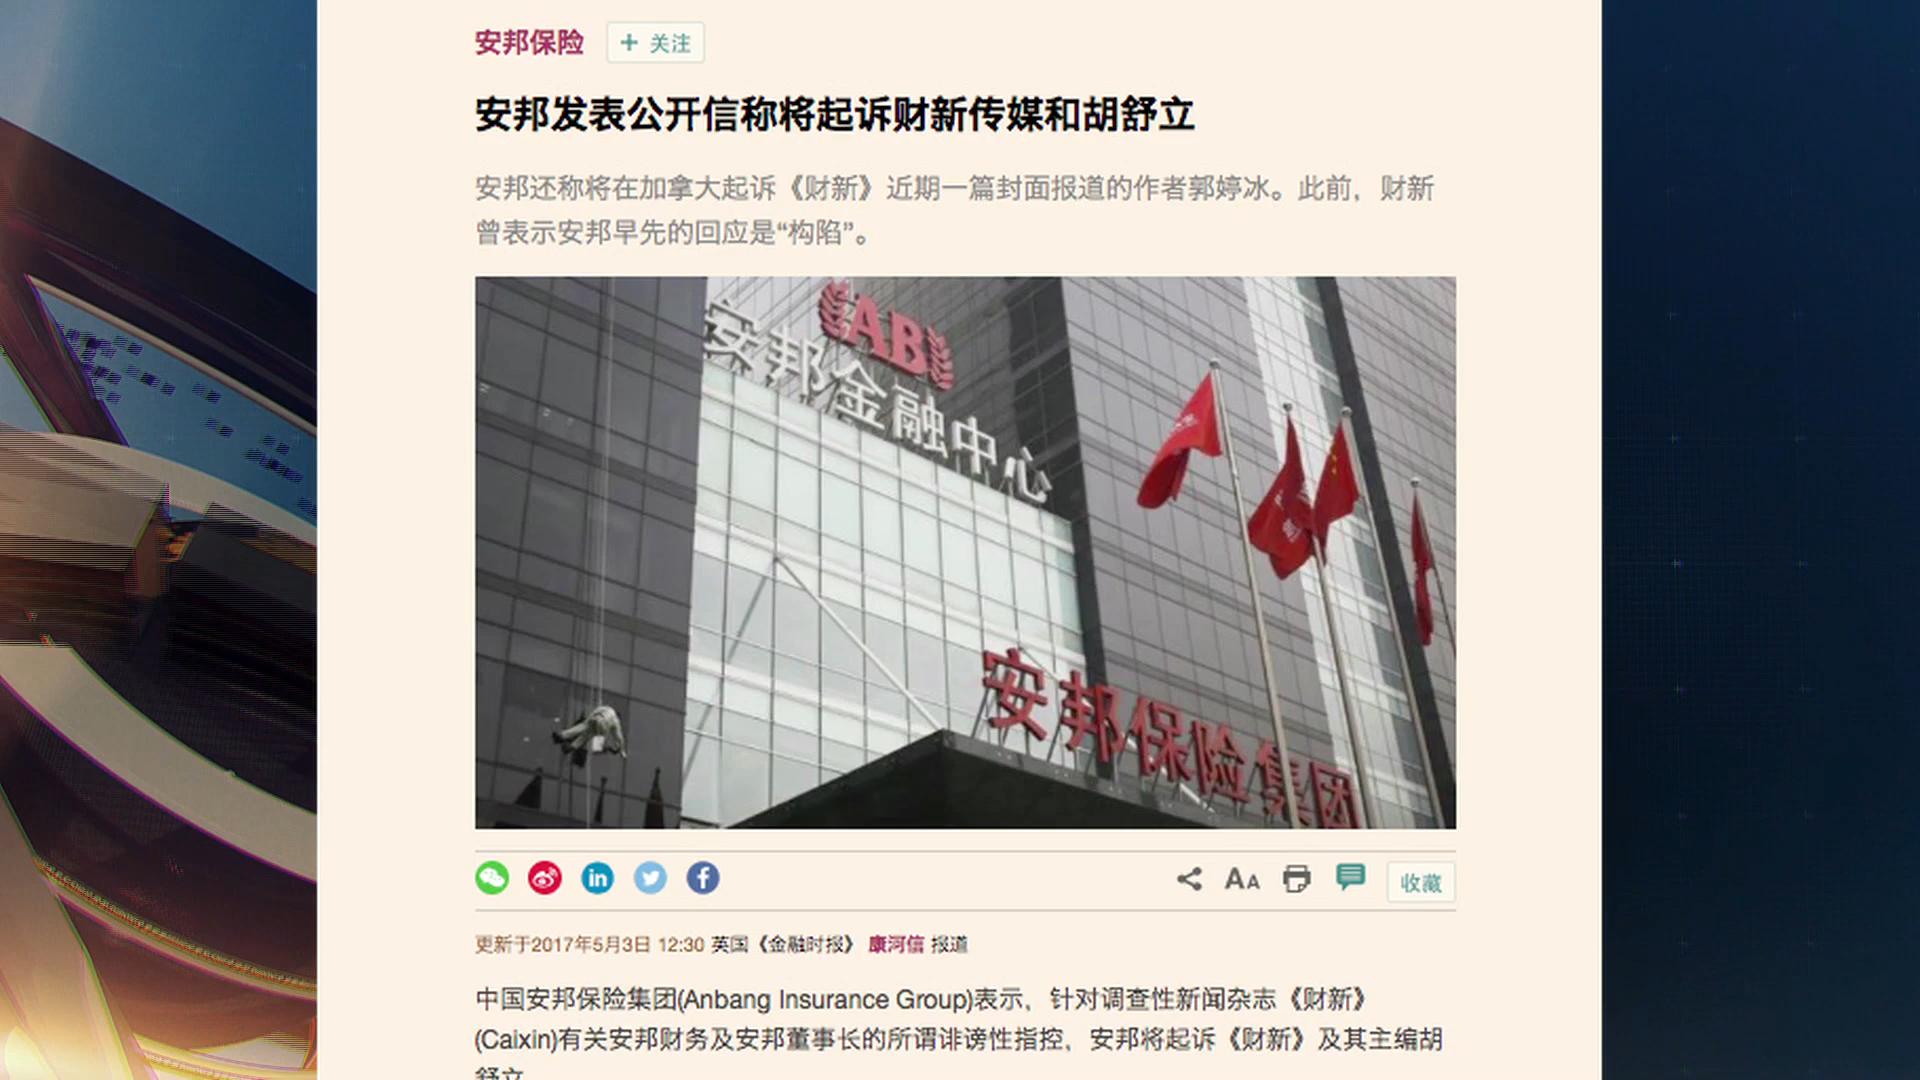 安邦保险
+ 关注
安邦发表公开信称将起诉财新传媒和胡舒立
安邦还称将在加拿大起诉《财新》近期一篇封面报道的作者郭婷冰。此前，财新
曾表示安邦早先的回应是“构陷”。
AB
安邦金融中心
安邦保险集团
AA
收藏
更新于2017年5月3日 12:30 英国《金融时报》 康河信 报道
中国安邦保险集团(Anbang Insurance Group)表示，针对调查性新闻杂志《财新》
(Caixin)有关安邦财务及安邦董事长的所谓诽谤性指控，安邦将起诉《财新》及其主编胡
舒立